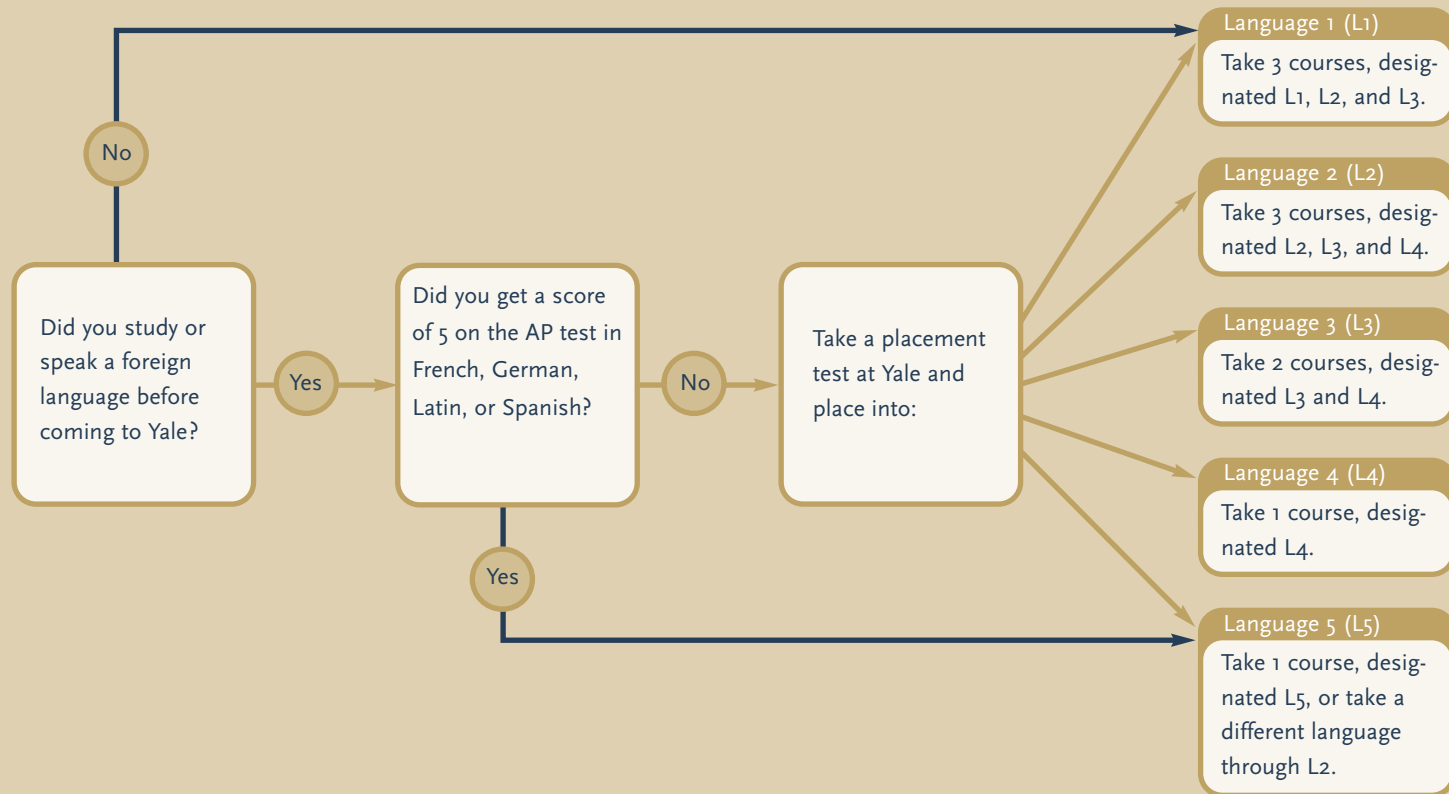 Language 1 (L1)
Take 3 courses, desig-
nated L1, L2, and L3.
No
Language 2 (L2)
Take 3 courses, desig-
nated L2, L3, and L4.
Did you study or
speak a foreign
language before
coming to Yale?
Yes
Did you get a score
of 5 on the AP test in
French, German,
Latin, or Spanish?
No
Take a placement
test at Yale and
place into:
Language 3 (L3)
Take 2 courses, desig-
nated L3 and L4.
Language 4 (L4)
Take 1 course, desig-
nated L4.
Yes
Language 5 (L5)
Take 1 course, desig-
nated L5, or take a
different language
through L2.